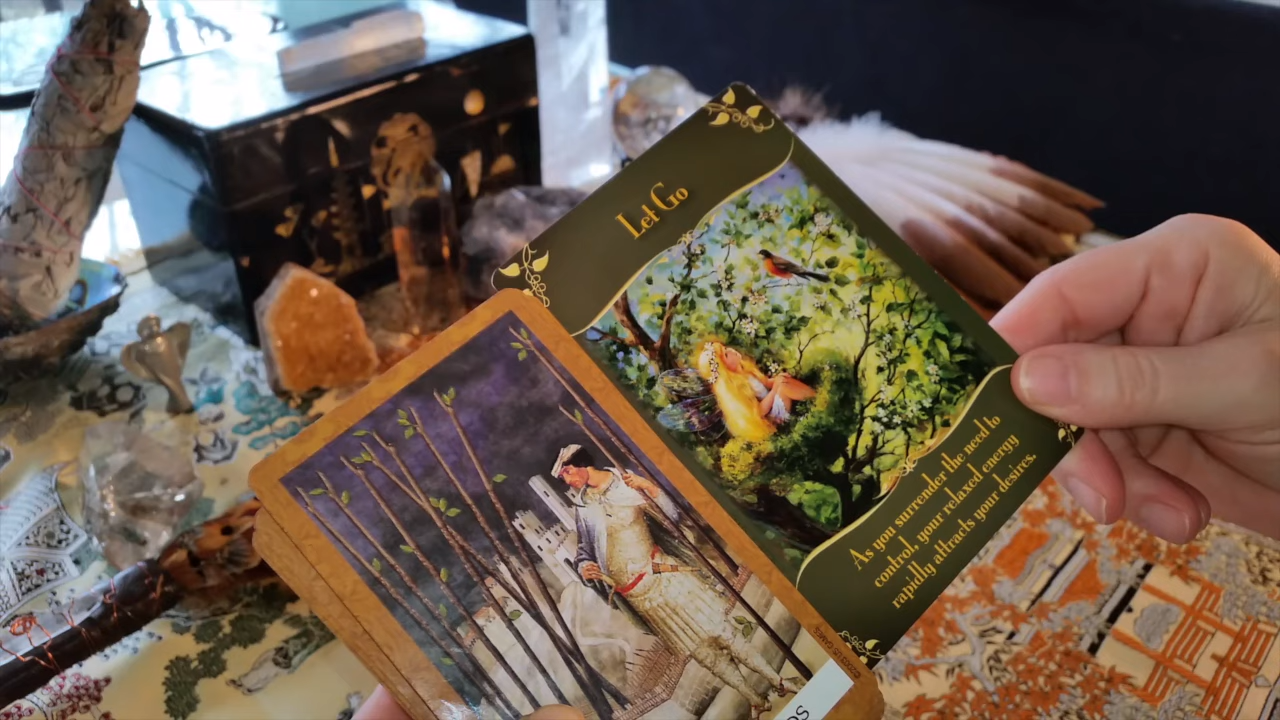 Let Go
As you surrender the need to
control, your relaxed energy
rapidly attracts your desires.